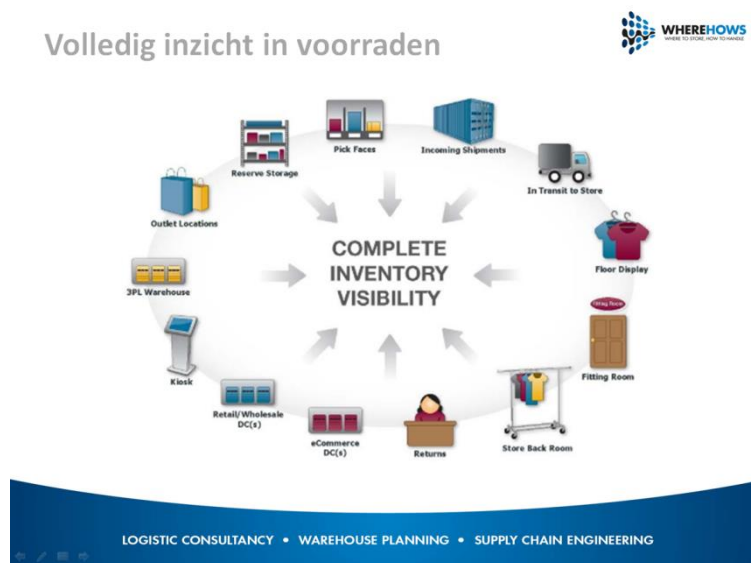 Volledig inzicht in voorraden
WHEREHOWS
WHERE TO STORE, HOW TO HANDLE
Pick Faces
Incoming Shipments
Reserve Storage
In Transit to Store
Outlet Locations
Floor Display
COMPLETE
INVENTORY
VISIBILITY
3PL Warehouse
Fitting Room
Fitting Room
Kiosk
Retail/Wholesale
DC(s)
eCommerce
DC(s)
Returns
Store Back Room
LOGISTIC CONSULTANCY • WAREHOUSE PLANNING • SUPPLY CHAIN ENGINEERING